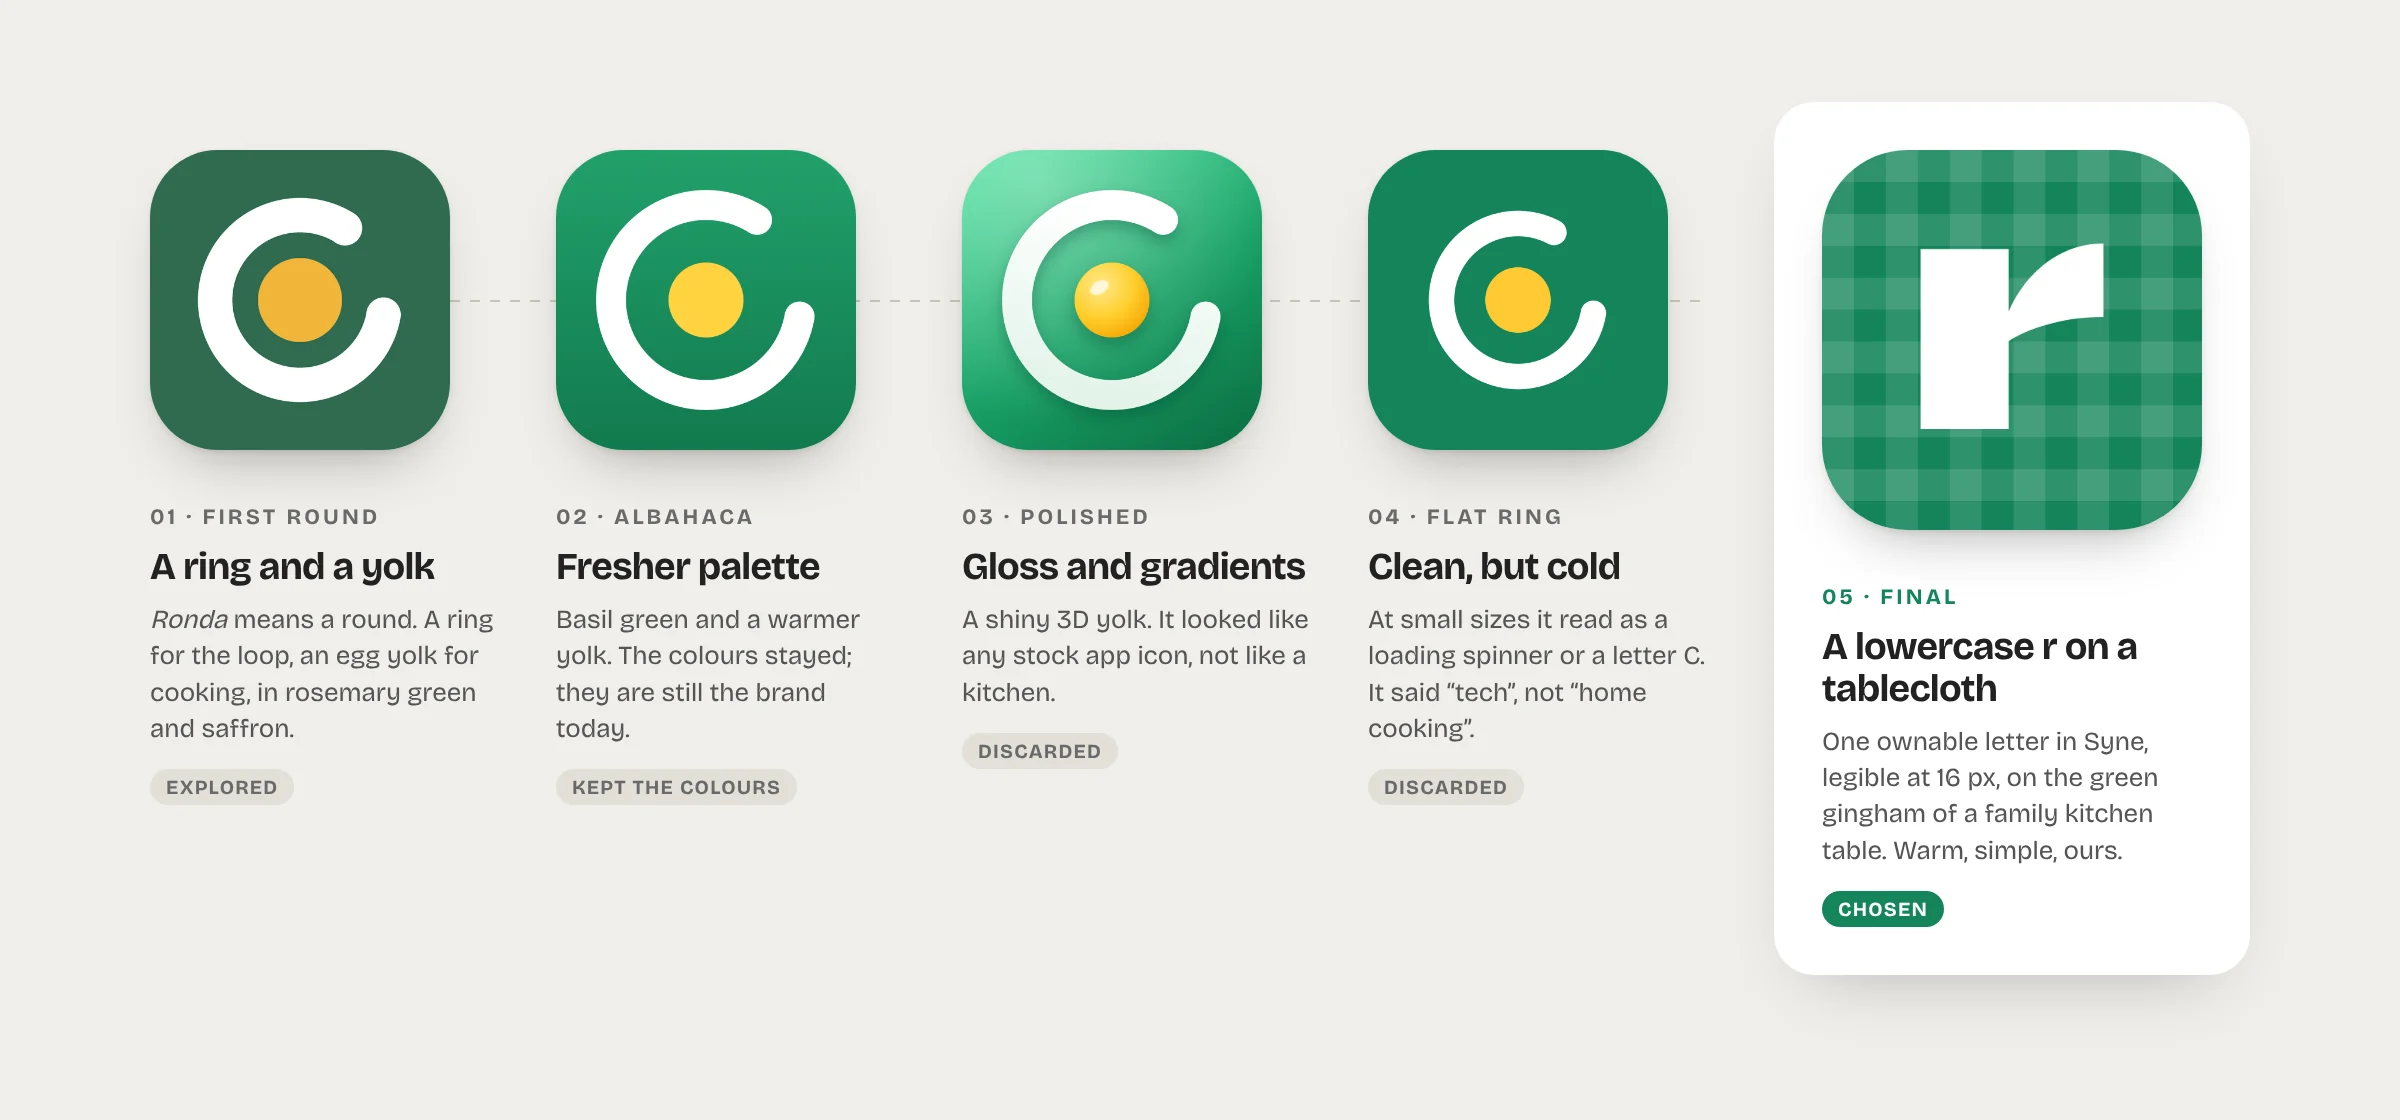 01 · FIRST ROUND
A ring and a yolk
Ronda means a round. A ring
for the loop, an egg yolk for
cooking, in rosemary green
and saffron.
EXPLORED
02 · ALBAHACA
Fresher palette
Basil green and a warmer
yolk. The colours stayed;
they are still the brand
today.
KEPT THE COLOURS
03 · POLISHED
Gloss and gradients
A shiny 3D yolk. It looked like
any stock app icon, not like a
kitchen.
DISCARDED
04 · FLAT RING
Clean, but cold
At small sizes it read as a
loading spinner or a letter C.
It said “tech”, not “home
cooking”.
DISCARDED
r
05 · FINAL
A lowercase r on a
tablecloth
One ownable letter in Syne,
legible at 16 px, on the green
gingham of a family kitchen
table. Warm, simple, ours.
CHOSEN